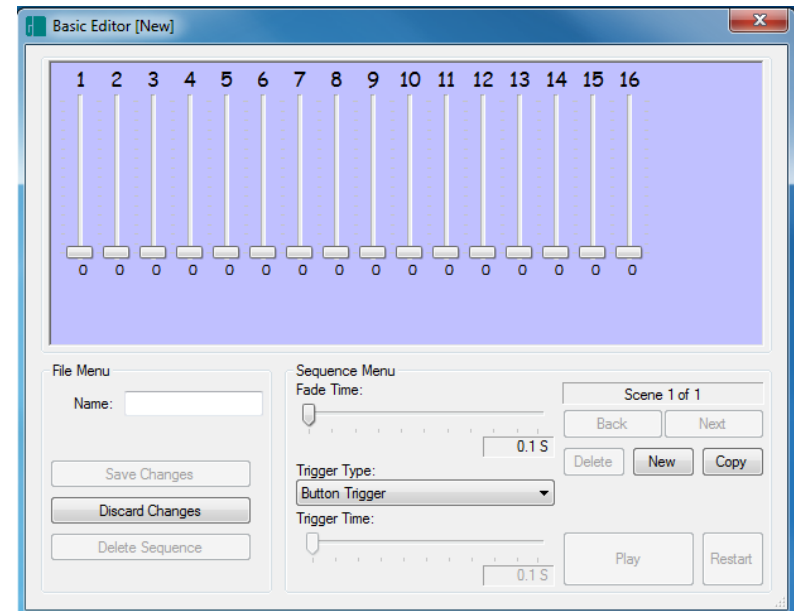 Basic Editor [New]
1 2 3 4 5 6 7 8 9 10 11 12 13 14 15 16
0 0 0 0 0 0 0 0 0 0 0 0 0 0 0 0
File Menu
Name:
Save Changes
Discard Changes
Delete Sequence
Sequence Menu
Fade Time:
0.1 S
Trigger Type:
Button Trigger
Trigger Time:
0.1 S
Scene 1 of 1
Back Next
Delete New Copy
Play Restart